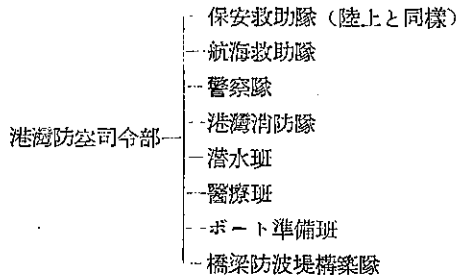 保安救助隊（陸上と同様）
航海救助隊
警察隊
港灣消防隊
港灣防空司令部
潜水班
醫療班
ボート準備班
橋梁防波堤構築隊